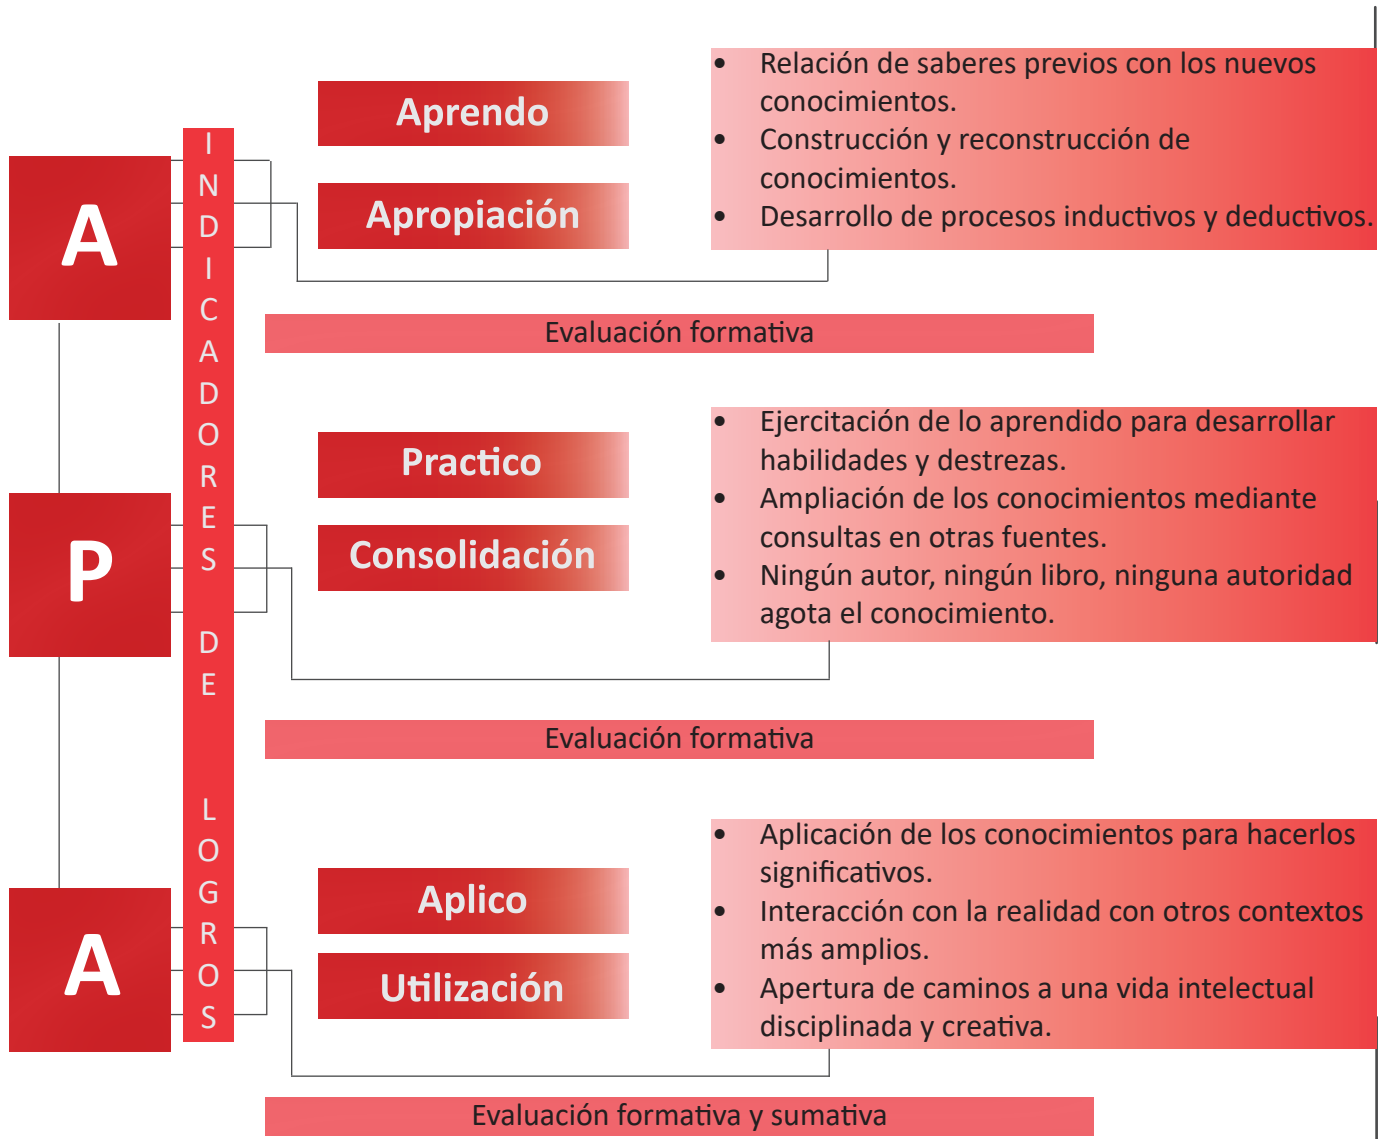 INDICADORES DE LOGROS
A
Aprendo
Apropiación
• Relación de saberes previos con los nuevos
conocimientos.
• Construcción y reconstrucción de
conocimientos.
• Desarrollo de procesos inductivos y deductivos.
Evaluación formativa
P
Practico
Consolidación
• Ejercitación de lo aprendido para desarrollar
habilidades y destrezas.
• Ampliación de los conocimientos mediante
consultas en otras fuentes.
• Ningún autor, ningún libro, ninguna autoridad
agota el conocimiento.
Evaluación formativa
A
Aplico
Utilización
• Aplicación de los conocimientos para hacerlos
significativos.
• Interacción con la realidad con otros contextos
más amplios.
• Apertura de caminos a una vida intelectual
disciplinada y creativa.
Evaluación formativa y sumativa